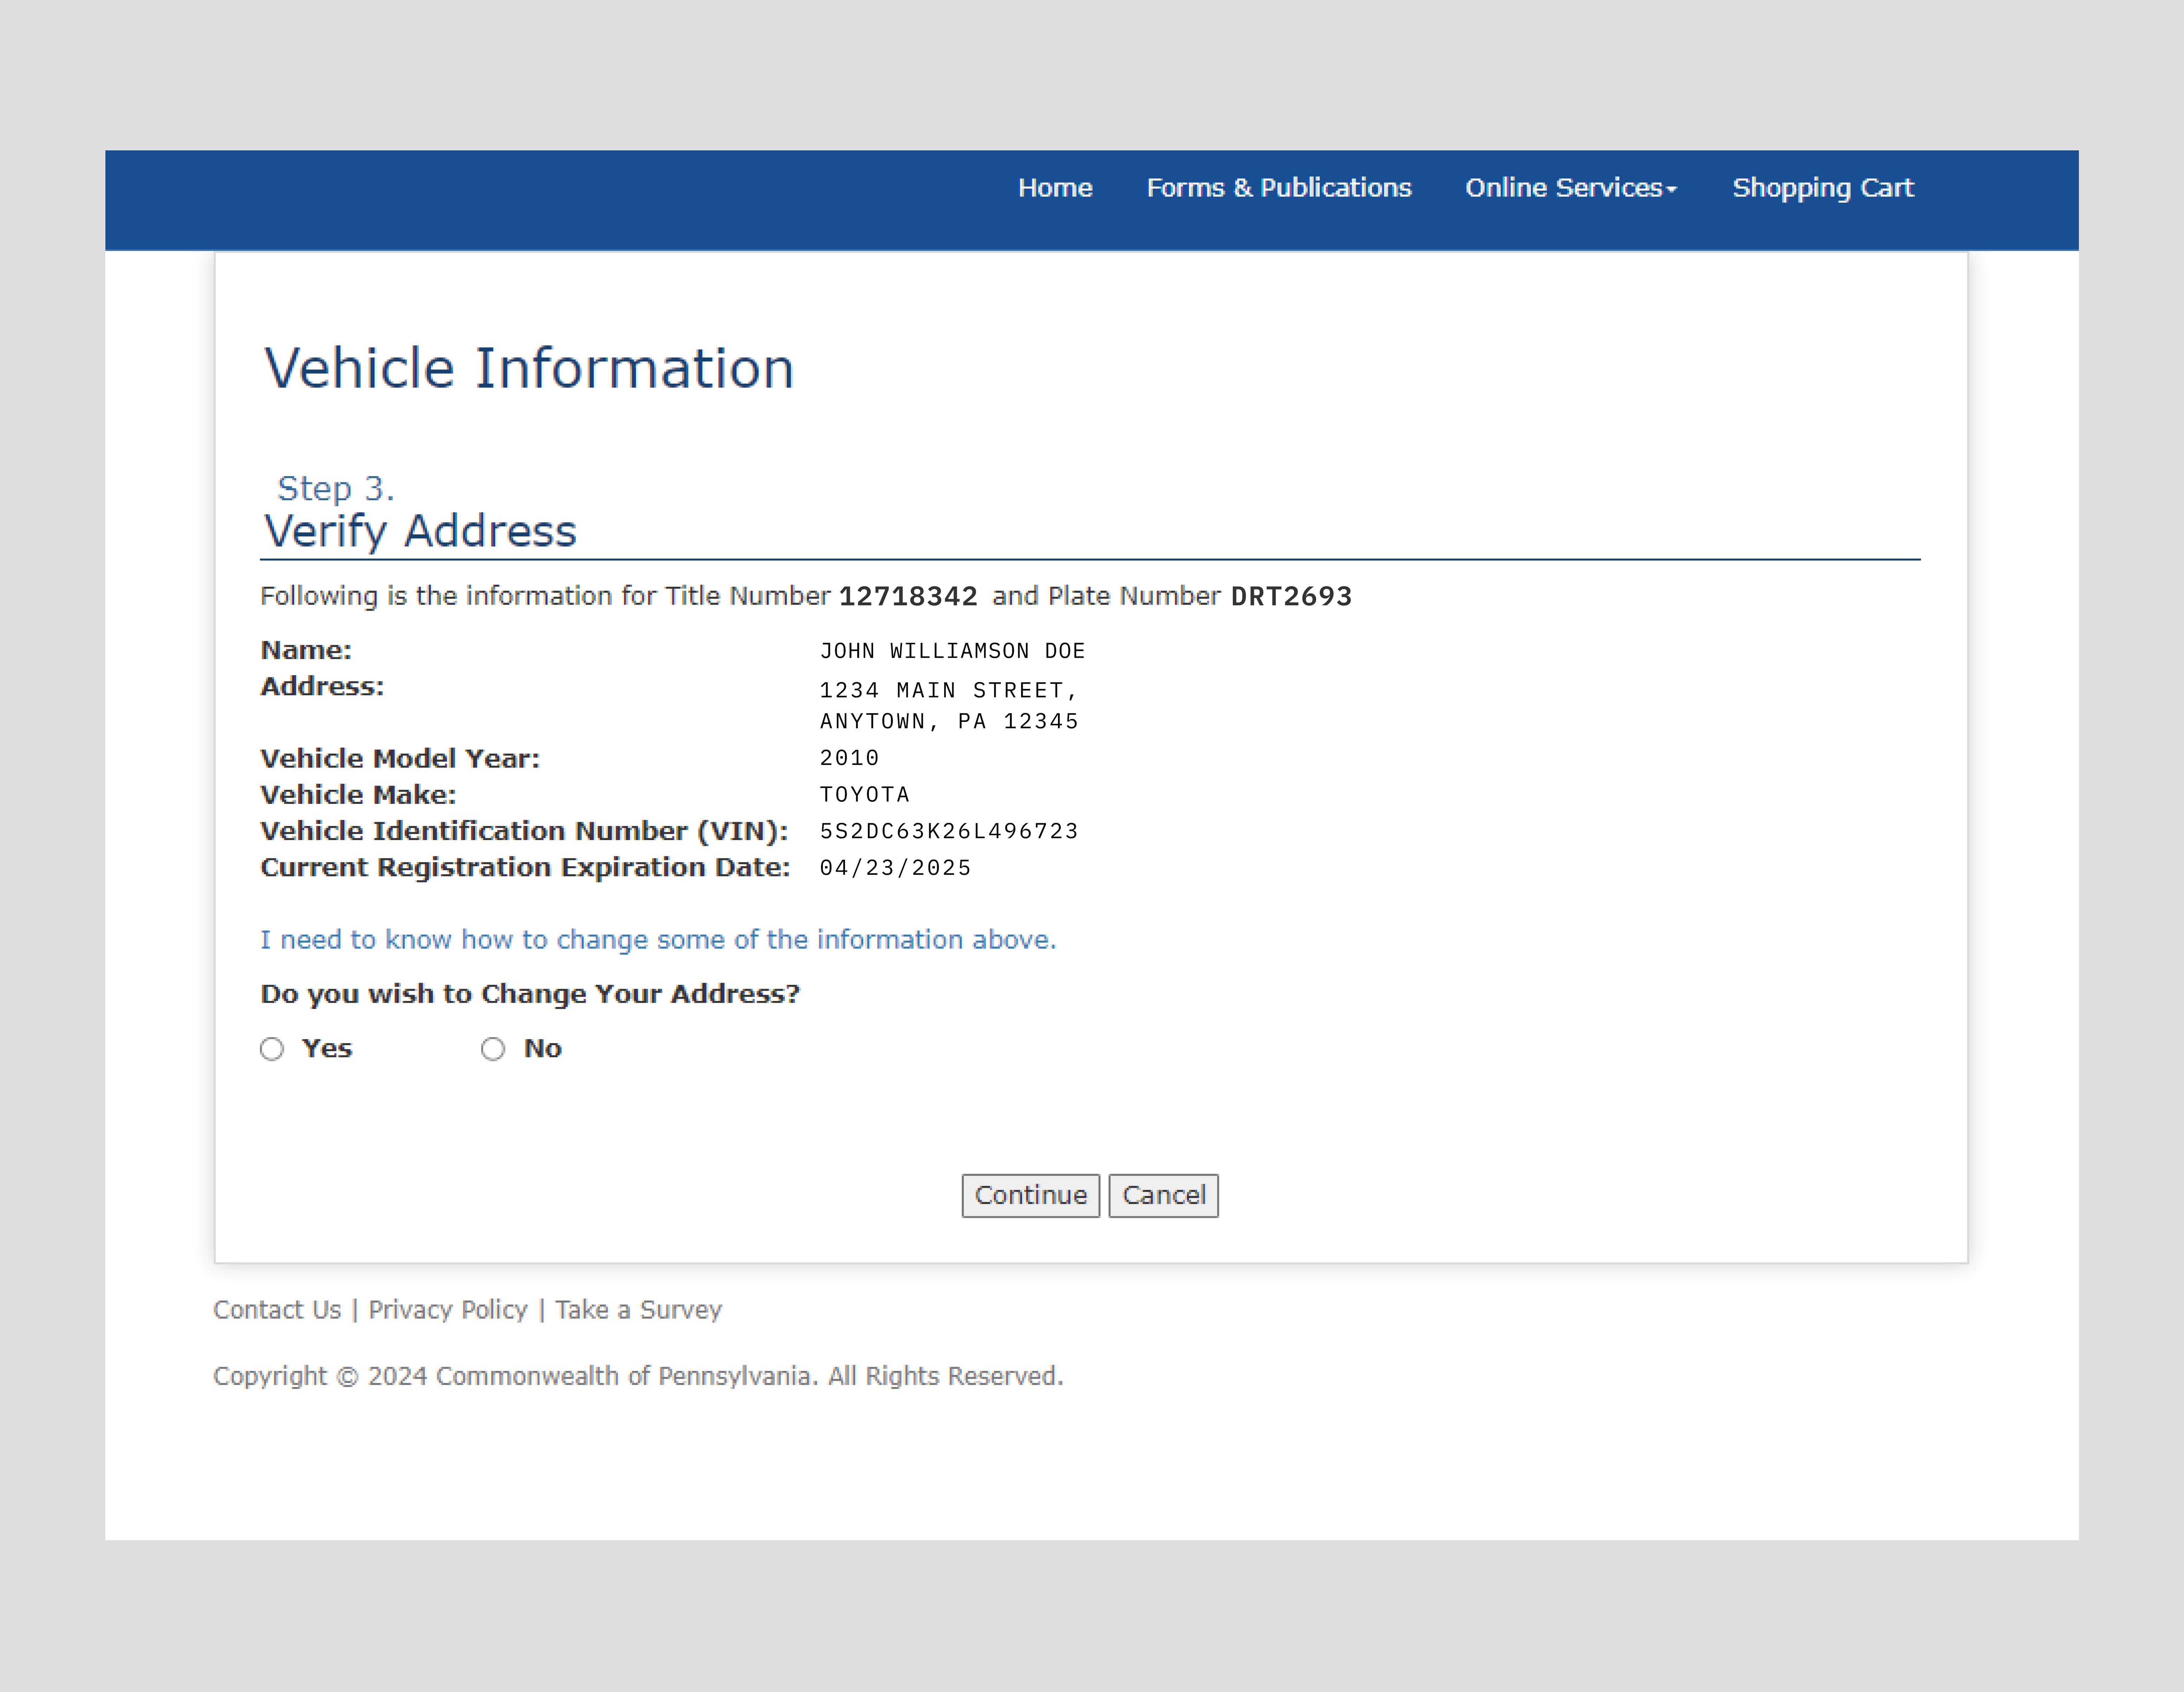 Home Forms & Publications Online Services Shopping Cart
Vehicle Information
Step 3.
Verify Address
Following is the information for Title Number 12718342 and Plate Number DRT2693
Name: JOHN WILLIAMSON DOE
Address: 1234 MAIN STREET,
ANYTOWN, PA 12345
Vehicle Model Year: 2010
Vehicle Make: TOYOTA
Vehicle Identification Number (VIN): 5S2DC63K26L496723
Current Registration Expiration Date: 04/23/2025
I need to know how to change some of the information above.
Do you wish to Change Your Address?
Yes No
Continue Cancel
Contact Us | Privacy Policy | Take a Survey
Copyright © 2024 Commonwealth of Pennsylvania. All Rights Reserved.